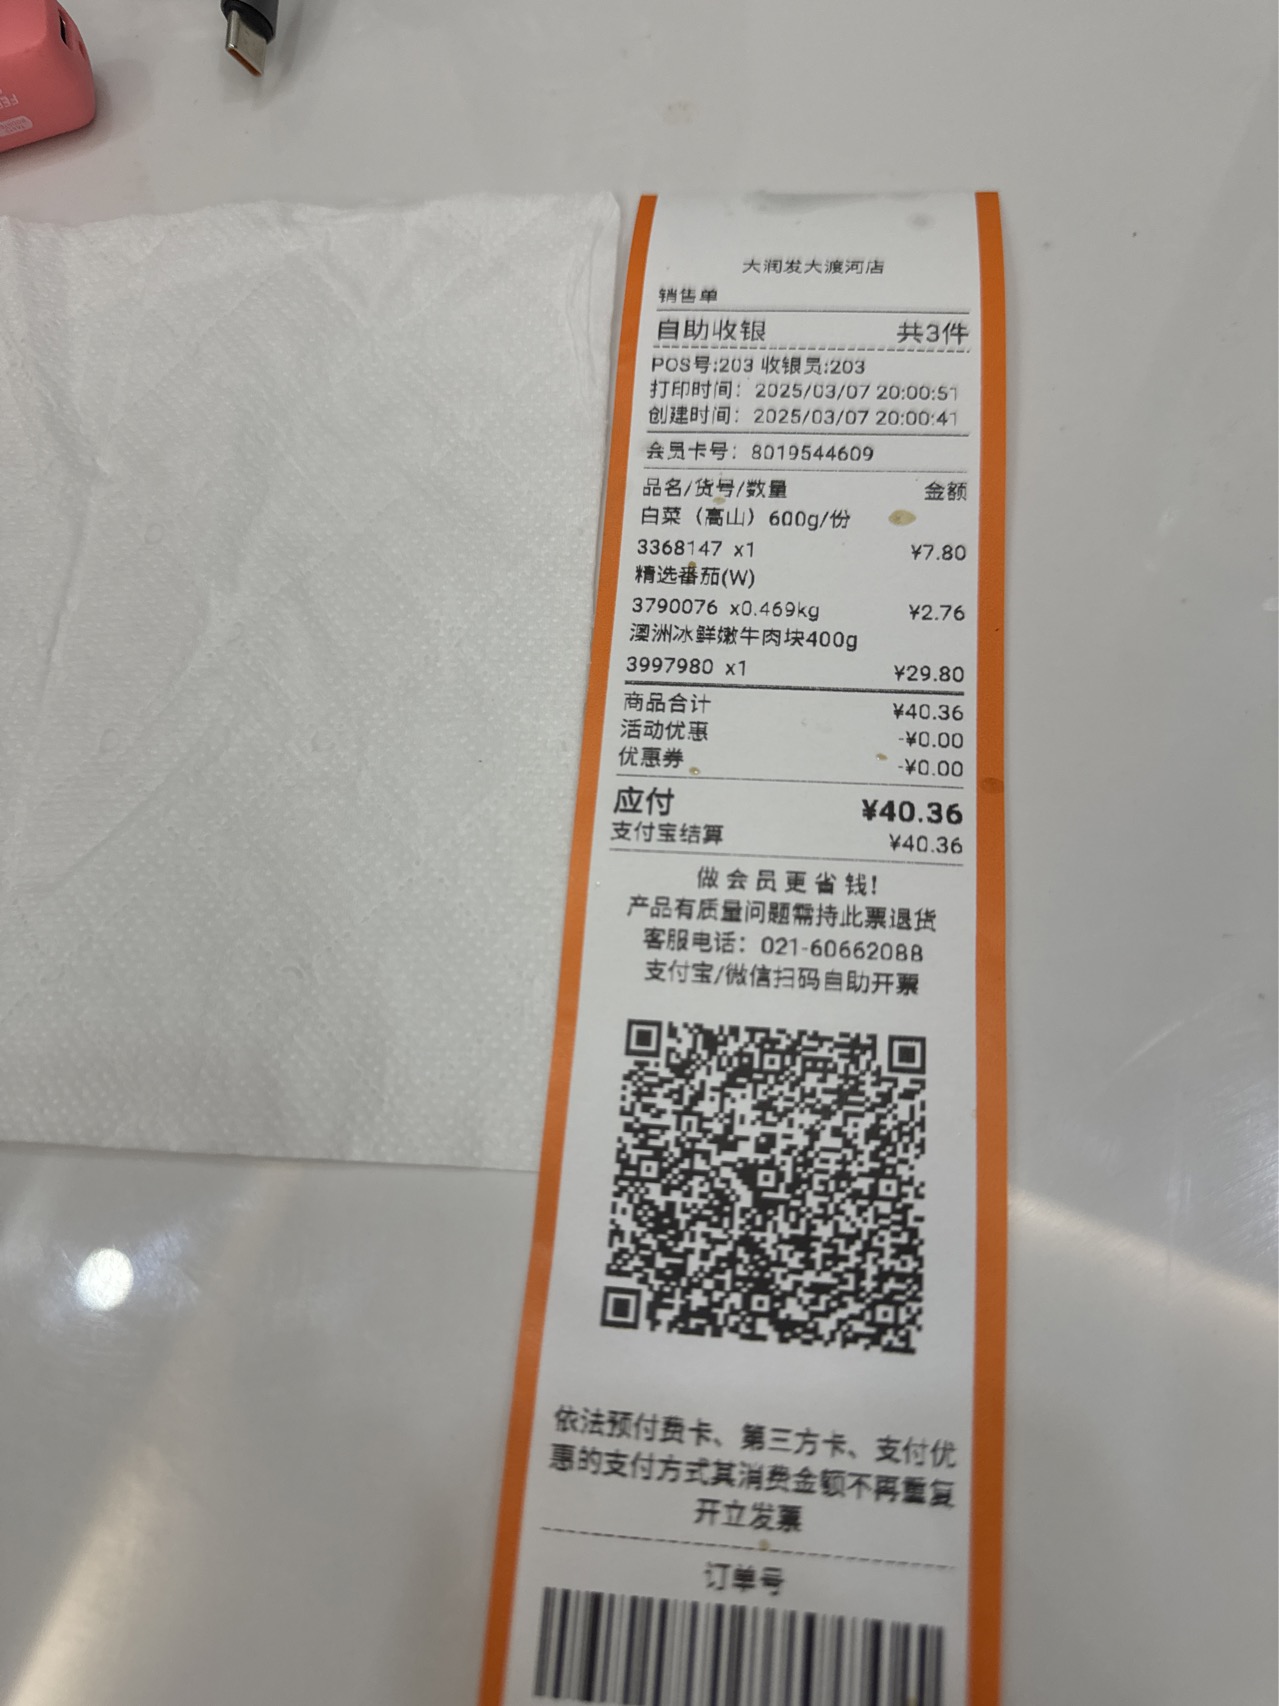 大润发大渡河店
销售单
自助收银 共3件
POS号:203 收银员:203
打印时间： 2025/03/07 20:00:51
创建时间： 2025/03/07 20:00:41
会员卡号： 8019544609
品名/货号/数量 金额
白菜（高山）600g/份
3368147 x1 ¥7.80
精选番茄(W)
3790076 x0.469kg ¥2.76
澳洲冰鲜嫩牛肉块400g
3997980 x1 ¥29.80
商品合计 ¥40.36
活动优惠 -¥0.00
优惠券 -¥0.00
应付 ¥40.36
支付宝结算 ¥40.36
做会员更省钱!
产品有质量问题需持此票退货
客服电话：021-60662088
支付宝/微信扫码自助开票
依法预付费卡、第三方卡、支付优
惠的支付方式其消费金额不再重复
开立发票
订单号